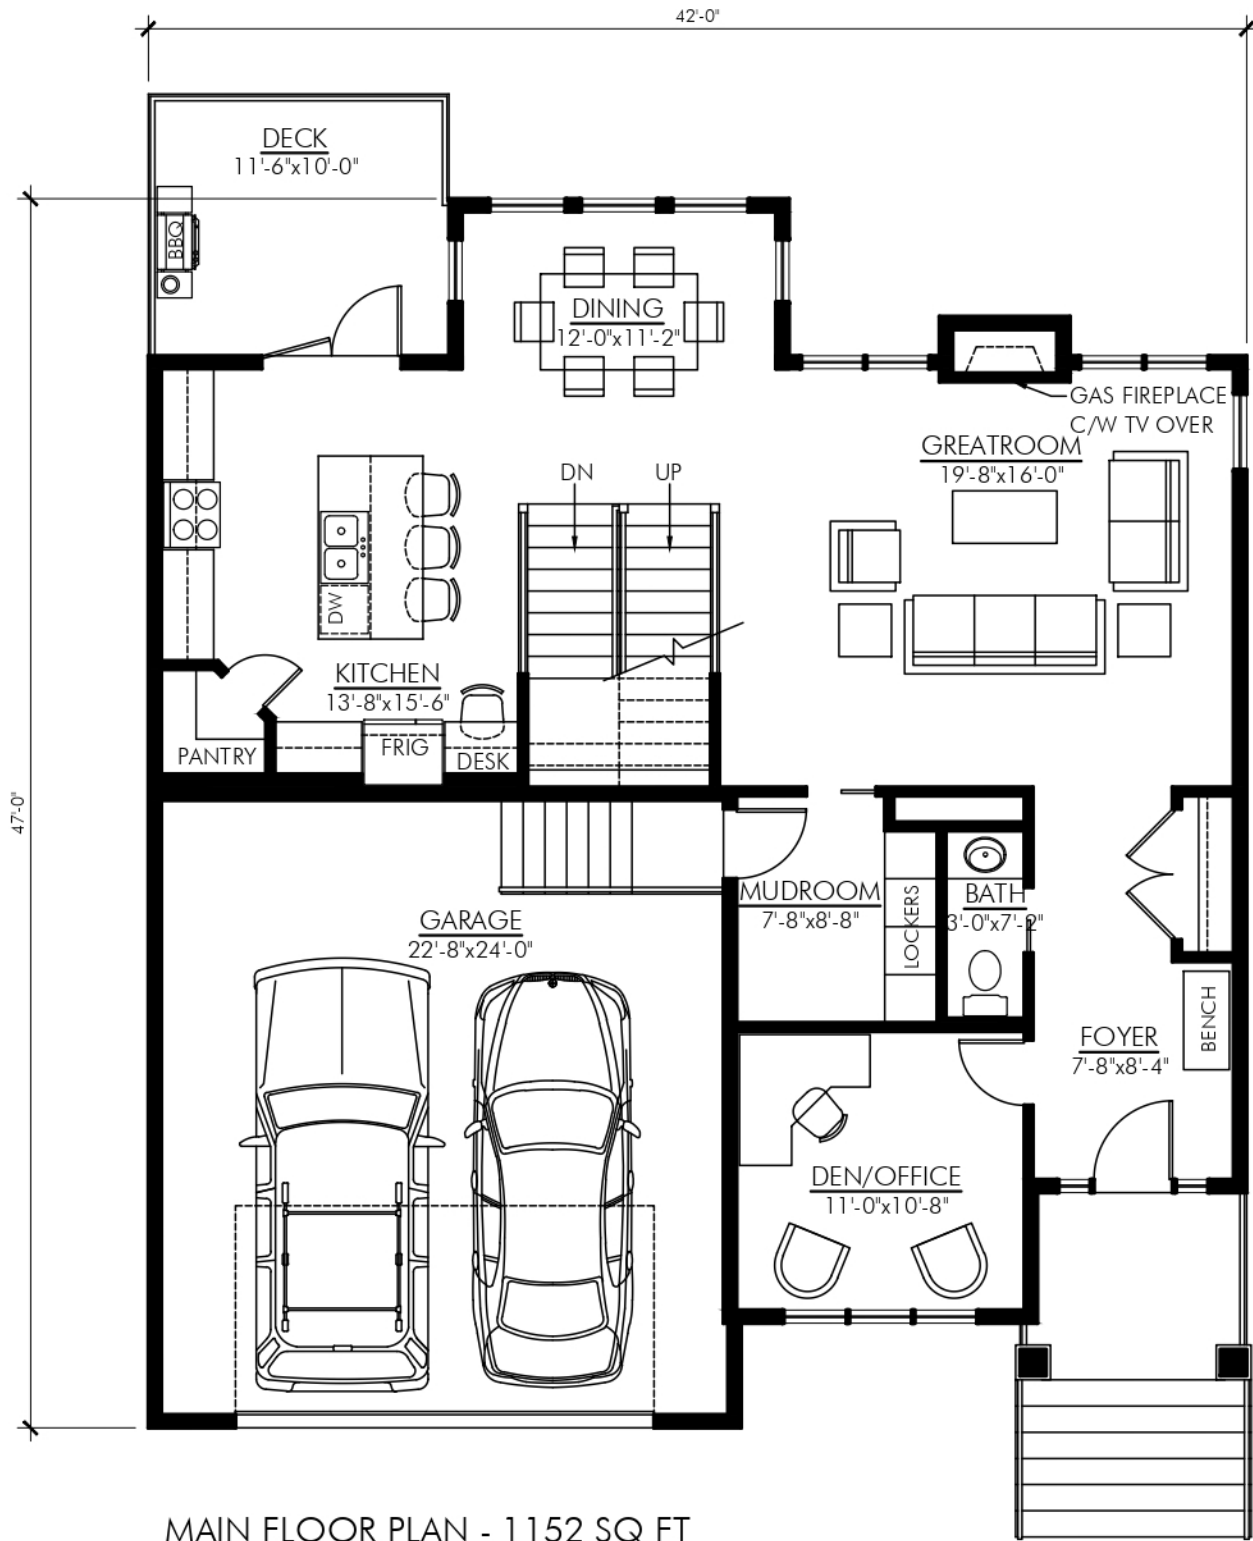 42'-0"
DECK
11'-6"x10'-0"
BBQ
DINING
12'-0"x11'-2"
GAS FIREPLACE
C/W TV OVER
GREATROOM
19'-8"x16'-0"
DN
UP
DW
KITCHEN
13'-8"x15'-6"
PANTRY
FRIG
DESK
47'-0"
MUDROOM
7'-8"x8'-8"
LOCKERS
BATH
3'-0"x7'-2"
GARAGE
22'-8"x24'-0"
BENCH
FOYER
7'-8"x8'-4"
DEN/OFFICE
11'-0"x10'-8"
MAIN FLOOR PLAN - 1152 SQ FT